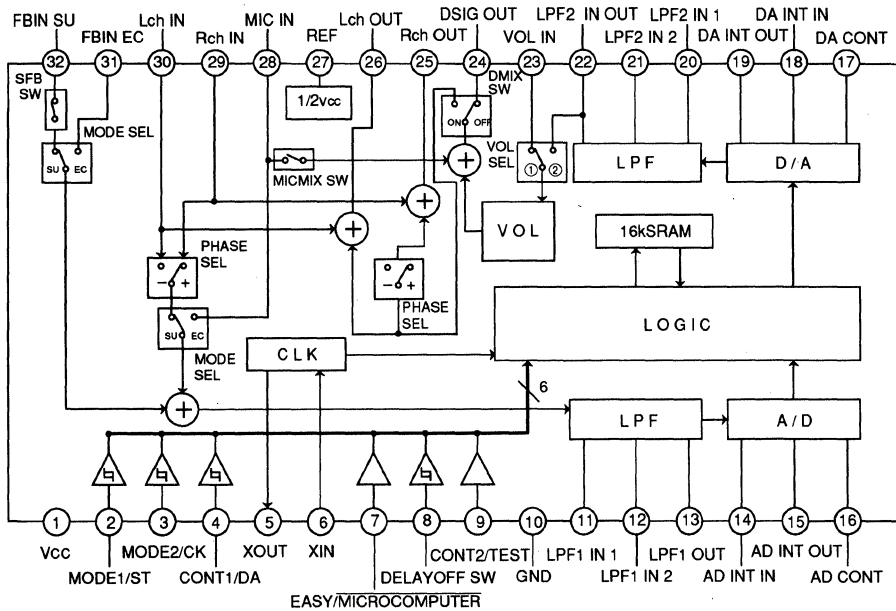 FBIN SU
FBIN EC
Lch IN
Rch IN
MIC IN
REF
Lch OUT
Rch OUT
DSIG OUT
VOL IN
LPF2 IN OUT
LPF2 IN 2
LPF2 IN 1
DA INT OUT
DA INT IN
DA CONT
32 31 30 29 28 27 26 25 24 23 22 21 20 19 18 17
SFB SW
MODE SEL
SU EC
1/2VCC
DMIX SW
ON OFF
VOL SEL
① ②
LPF
D/A
MICMIX SW
+
+
+
VOL
16kSRAM
PHASE SEL
− +
− +
PHASE SEL
LOGIC
SU EC
MODE SEL
CLK
6
+
LPF
A/D
1 2 3 4 5 6 7 8 9 10 11 12 13 14 15 16
VCC
MODE1/ST
MODE2/CK
CONT1/DA
XOUT
XIN
EASY/MICROCOMPUTER
DELAYOFF SW
CONT2/TEST
GND
LPF1 IN 1
LPF1 IN 2
LPF1 OUT
AD INT IN
AD INT OUT
AD CONT